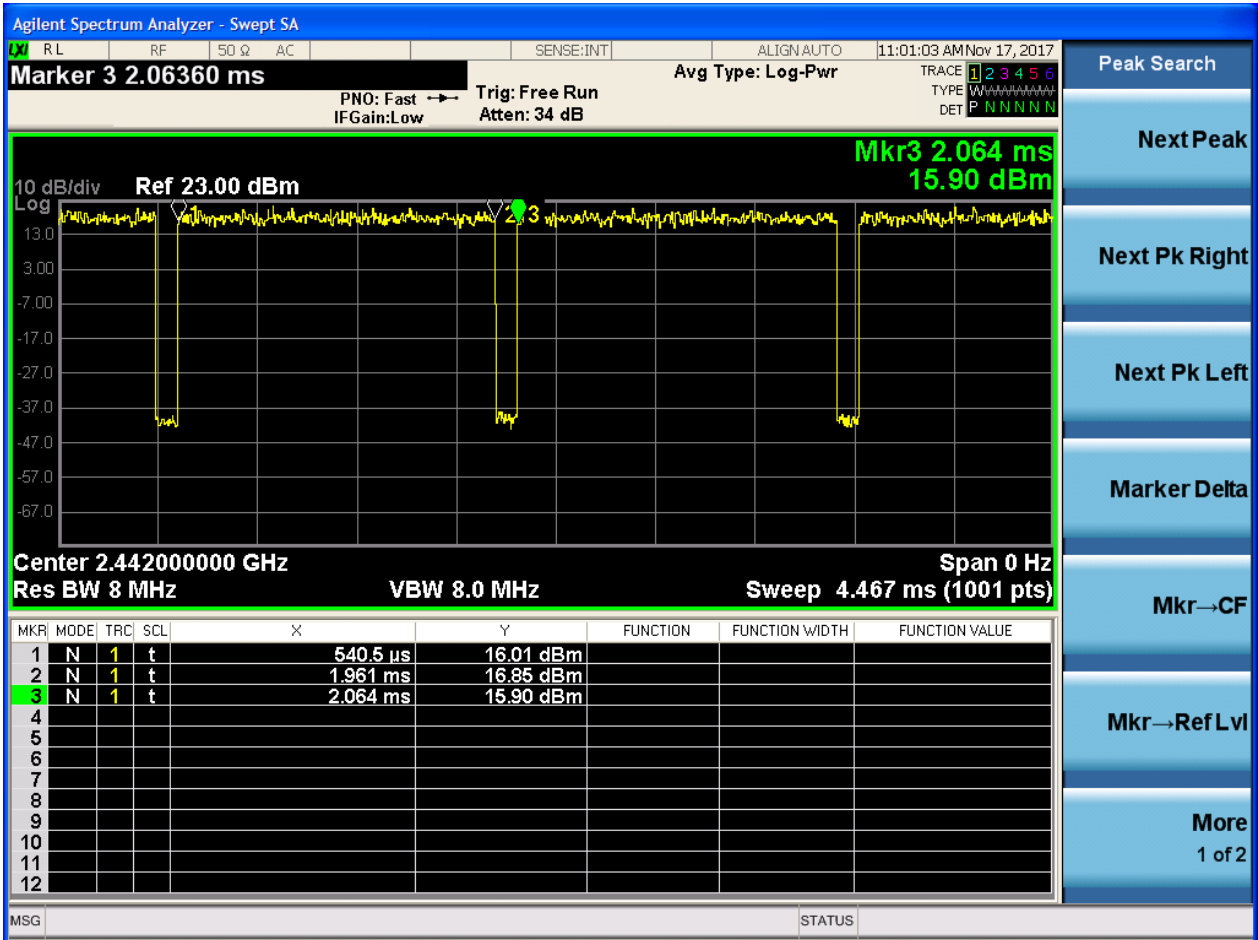 Agilent Spectrum Analyzer - Swept SA
LXI RL RF 50 Ω AC SENSE:INT ALIGN AUTO 11:01:03 AM Nov 17, 2017
Marker 3 2.06360 ms
PNO: Fast
IFGain:Low
Trig: Free Run
Atten: 34 dB
Avg Type: Log-Pwr
TRACE 1 2 3 4 5 6
TYPE WWWWWW
DET P N N N N N
Mkr3 2.064 ms
15.90 dBm
10 dB/div Ref 23.00 dBm
Log
1 2 3
13.0
3.00
-7.00
-17.0
-27.0
-37.0
-47.0
-57.0
-67.0
Center 2.442000000 GHz Span 0 Hz
Res BW 8 MHz VBW 8.0 MHz Sweep 4.467 ms (1001 pts)
MKR MODE TRC SCL X Y FUNCTION FUNCTION WIDTH FUNCTION VALUE
1 N 1 t 540.5 µs 16.01 dBm
2 N 1 t 1.961 ms 16.85 dBm
3 N 1 t 2.064 ms 15.90 dBm
4
5
6
7
8
9
10
11
12
MSG STATUS
Peak Search
Next Peak
Next Pk Right
Next Pk Left
Marker Delta
Mkr→CF
Mkr→Ref Lvl
More
1 of 2